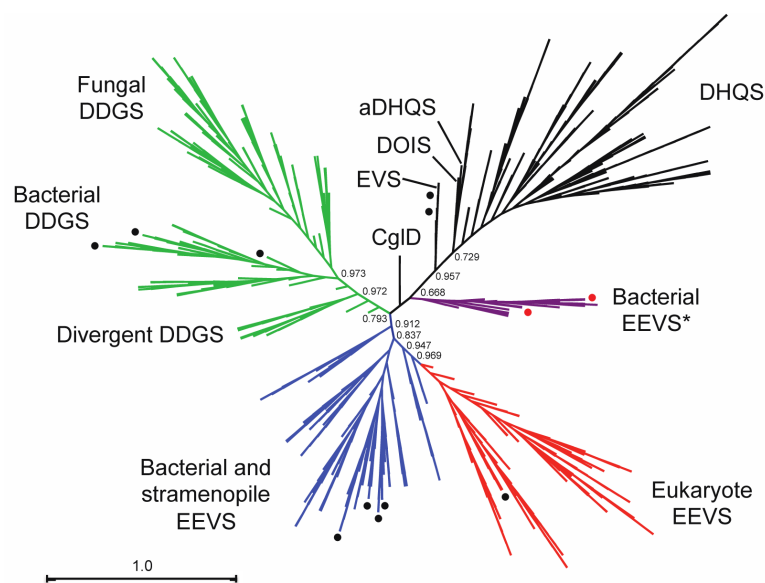 Fungal
DDGS
DHQS
aDHQS
DOIS
EVS
Bacterial
DDGS
CglD
0.729
0.957
0.973
0.972
0.668
Bacterial
EEVS*
0.793
0.912
0.837
0.947
0.969
Divergent DDGS
Bacterial and
stramenopile
EEVS
Eukaryote
EEVS
1.0